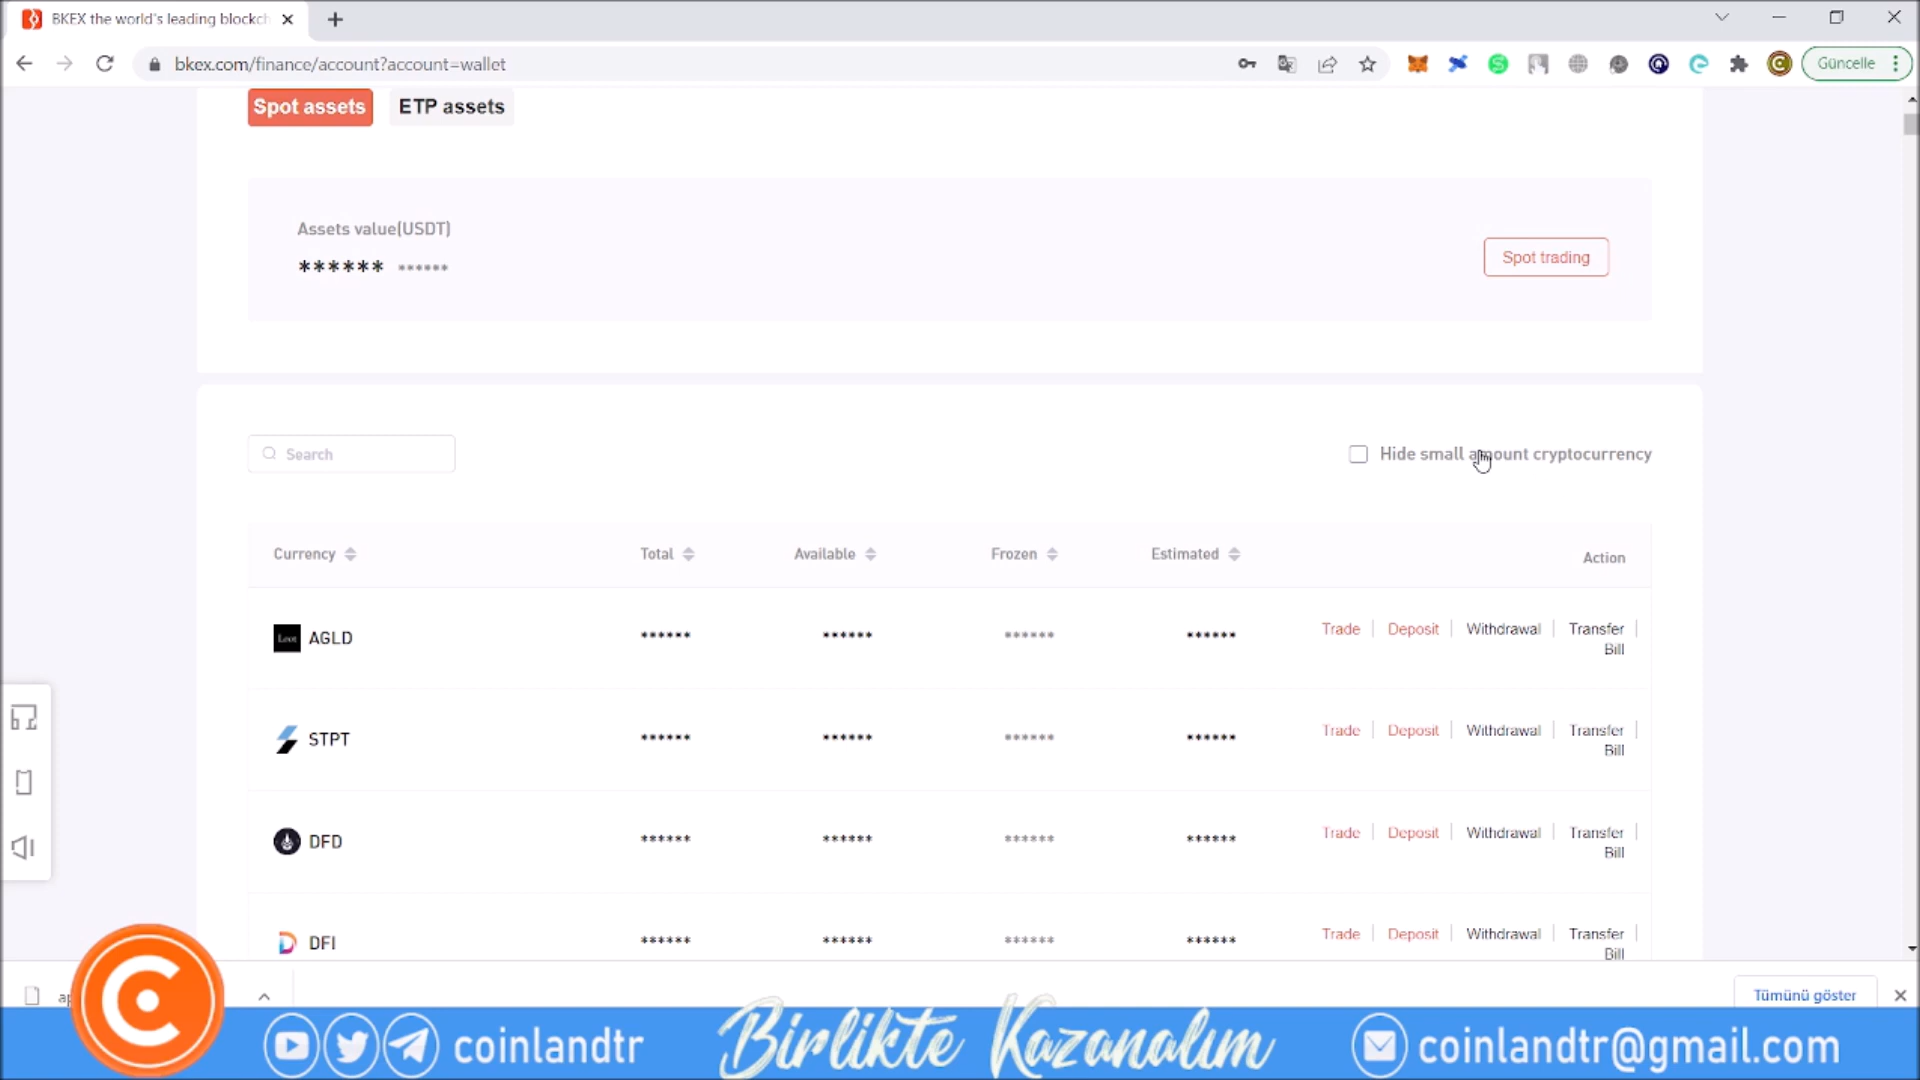 BKEX the world's leading blockch
bkex.com/finance/account?account=wallet
Güncelle
Spot assets
ETP assets
Assets value(USDT)
****** ******
Spot trading
Search
Hide small amount cryptocurrency
Currency Total Available Frozen Estimated Action
Loot AGLD ****** ****** ****** ****** Trade | Deposit | Withdrawal | Transfer |
Bill
STPT ****** ****** ****** ****** Trade | Deposit | Withdrawal | Transfer |
Bill
DFD ****** ****** ****** ****** Trade | Deposit | Withdrawal | Transfer |
Bill
DFI ****** ****** ****** ****** Trade | Deposit | Withdrawal | Transfer |
Bill
Tümünü göster
coinlandtr
Birlikte Kazanalım
coinlandtr@gmail.com